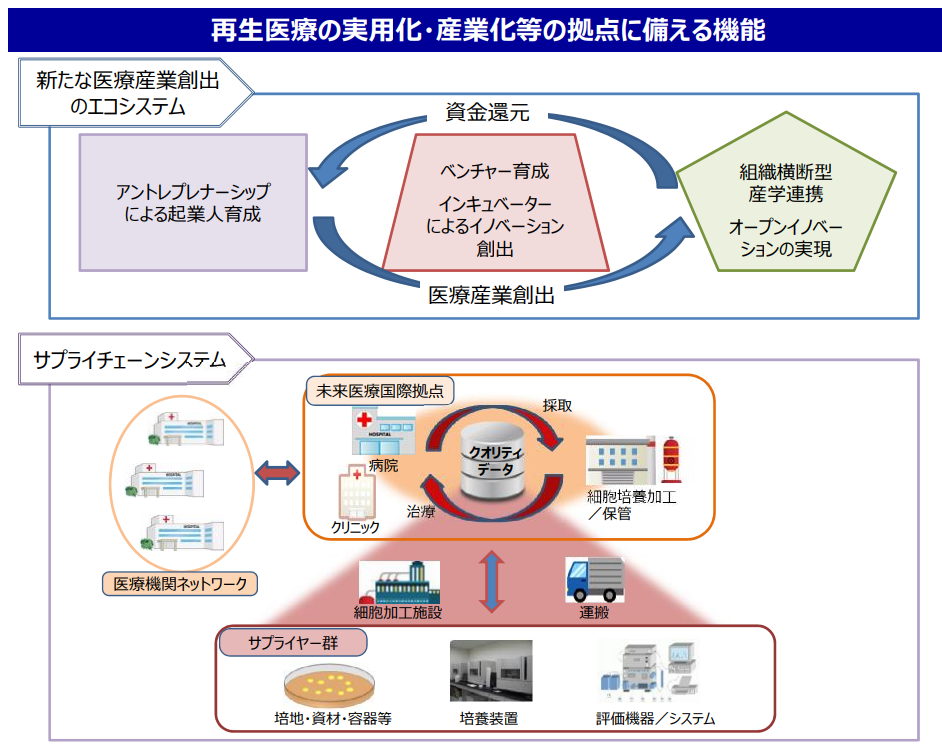 再生医療の実用化・産業化等の拠点に備える機能
新たな医療産業創出
のエコシステム
資金還元
アントレプレナーシップ
による起業人育成
ベンチャー育成
インキュベーター
によるイノベーション
創出
組織横断型
産学連携
オープンイノベー
ションの実現
医療産業創出
サプライチェーンシステム
未来医療国際拠点
HOSPITAL
病院
クリニック
クオリティ
データ
採取
治療
細胞培養加工
／保管
HOSPITAL
HOSPITAL
HOSPITAL
医療機関ネットワーク
細胞加工施設
運搬
サプライヤー群
培地・資材・容器等
培養装置
評価機器／システム